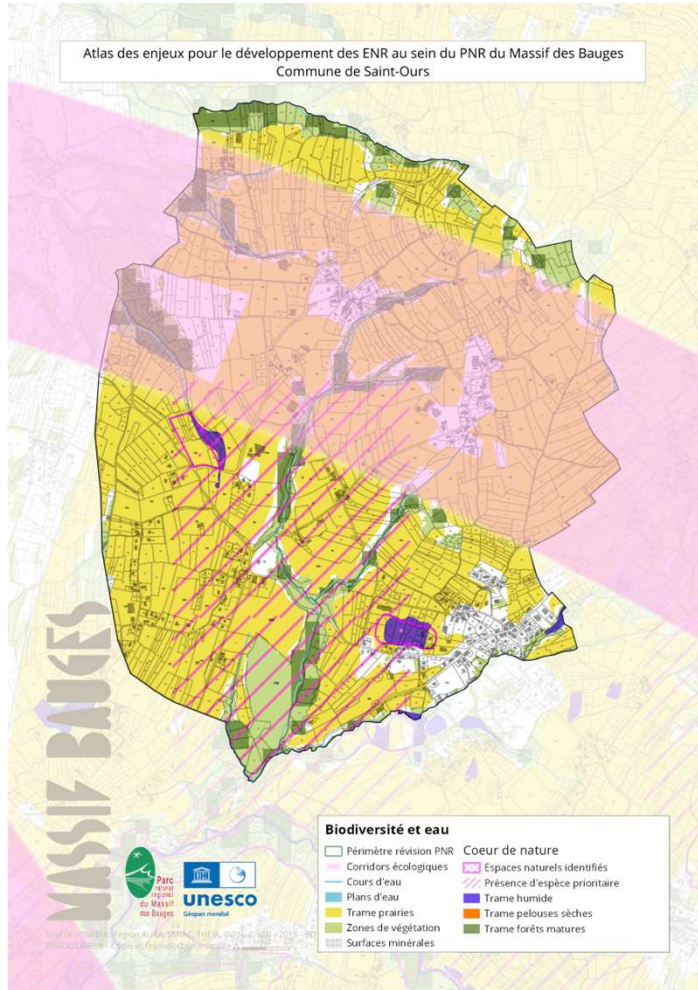 Atlas des enjeux pour le développement des ENR au sein du PNR du Massif des Bauges
Commune de Saint-Ours
MASSIF BAUGES
Parc
naturel
régional
du Massif
des Bauges
unesco
Géoparc mondial
Biodiversité et eau
Périmètre révision PNR
Corridors écologiques
Cours d'eau
Plans d'eau
Trame prairies
Zones de végétation
Surfaces minérales
Coeur de nature
Espaces naturels identifiés
Présence d'espèce prioritaire
Trame humide
Trame pelouses sèches
Trame forêts matures